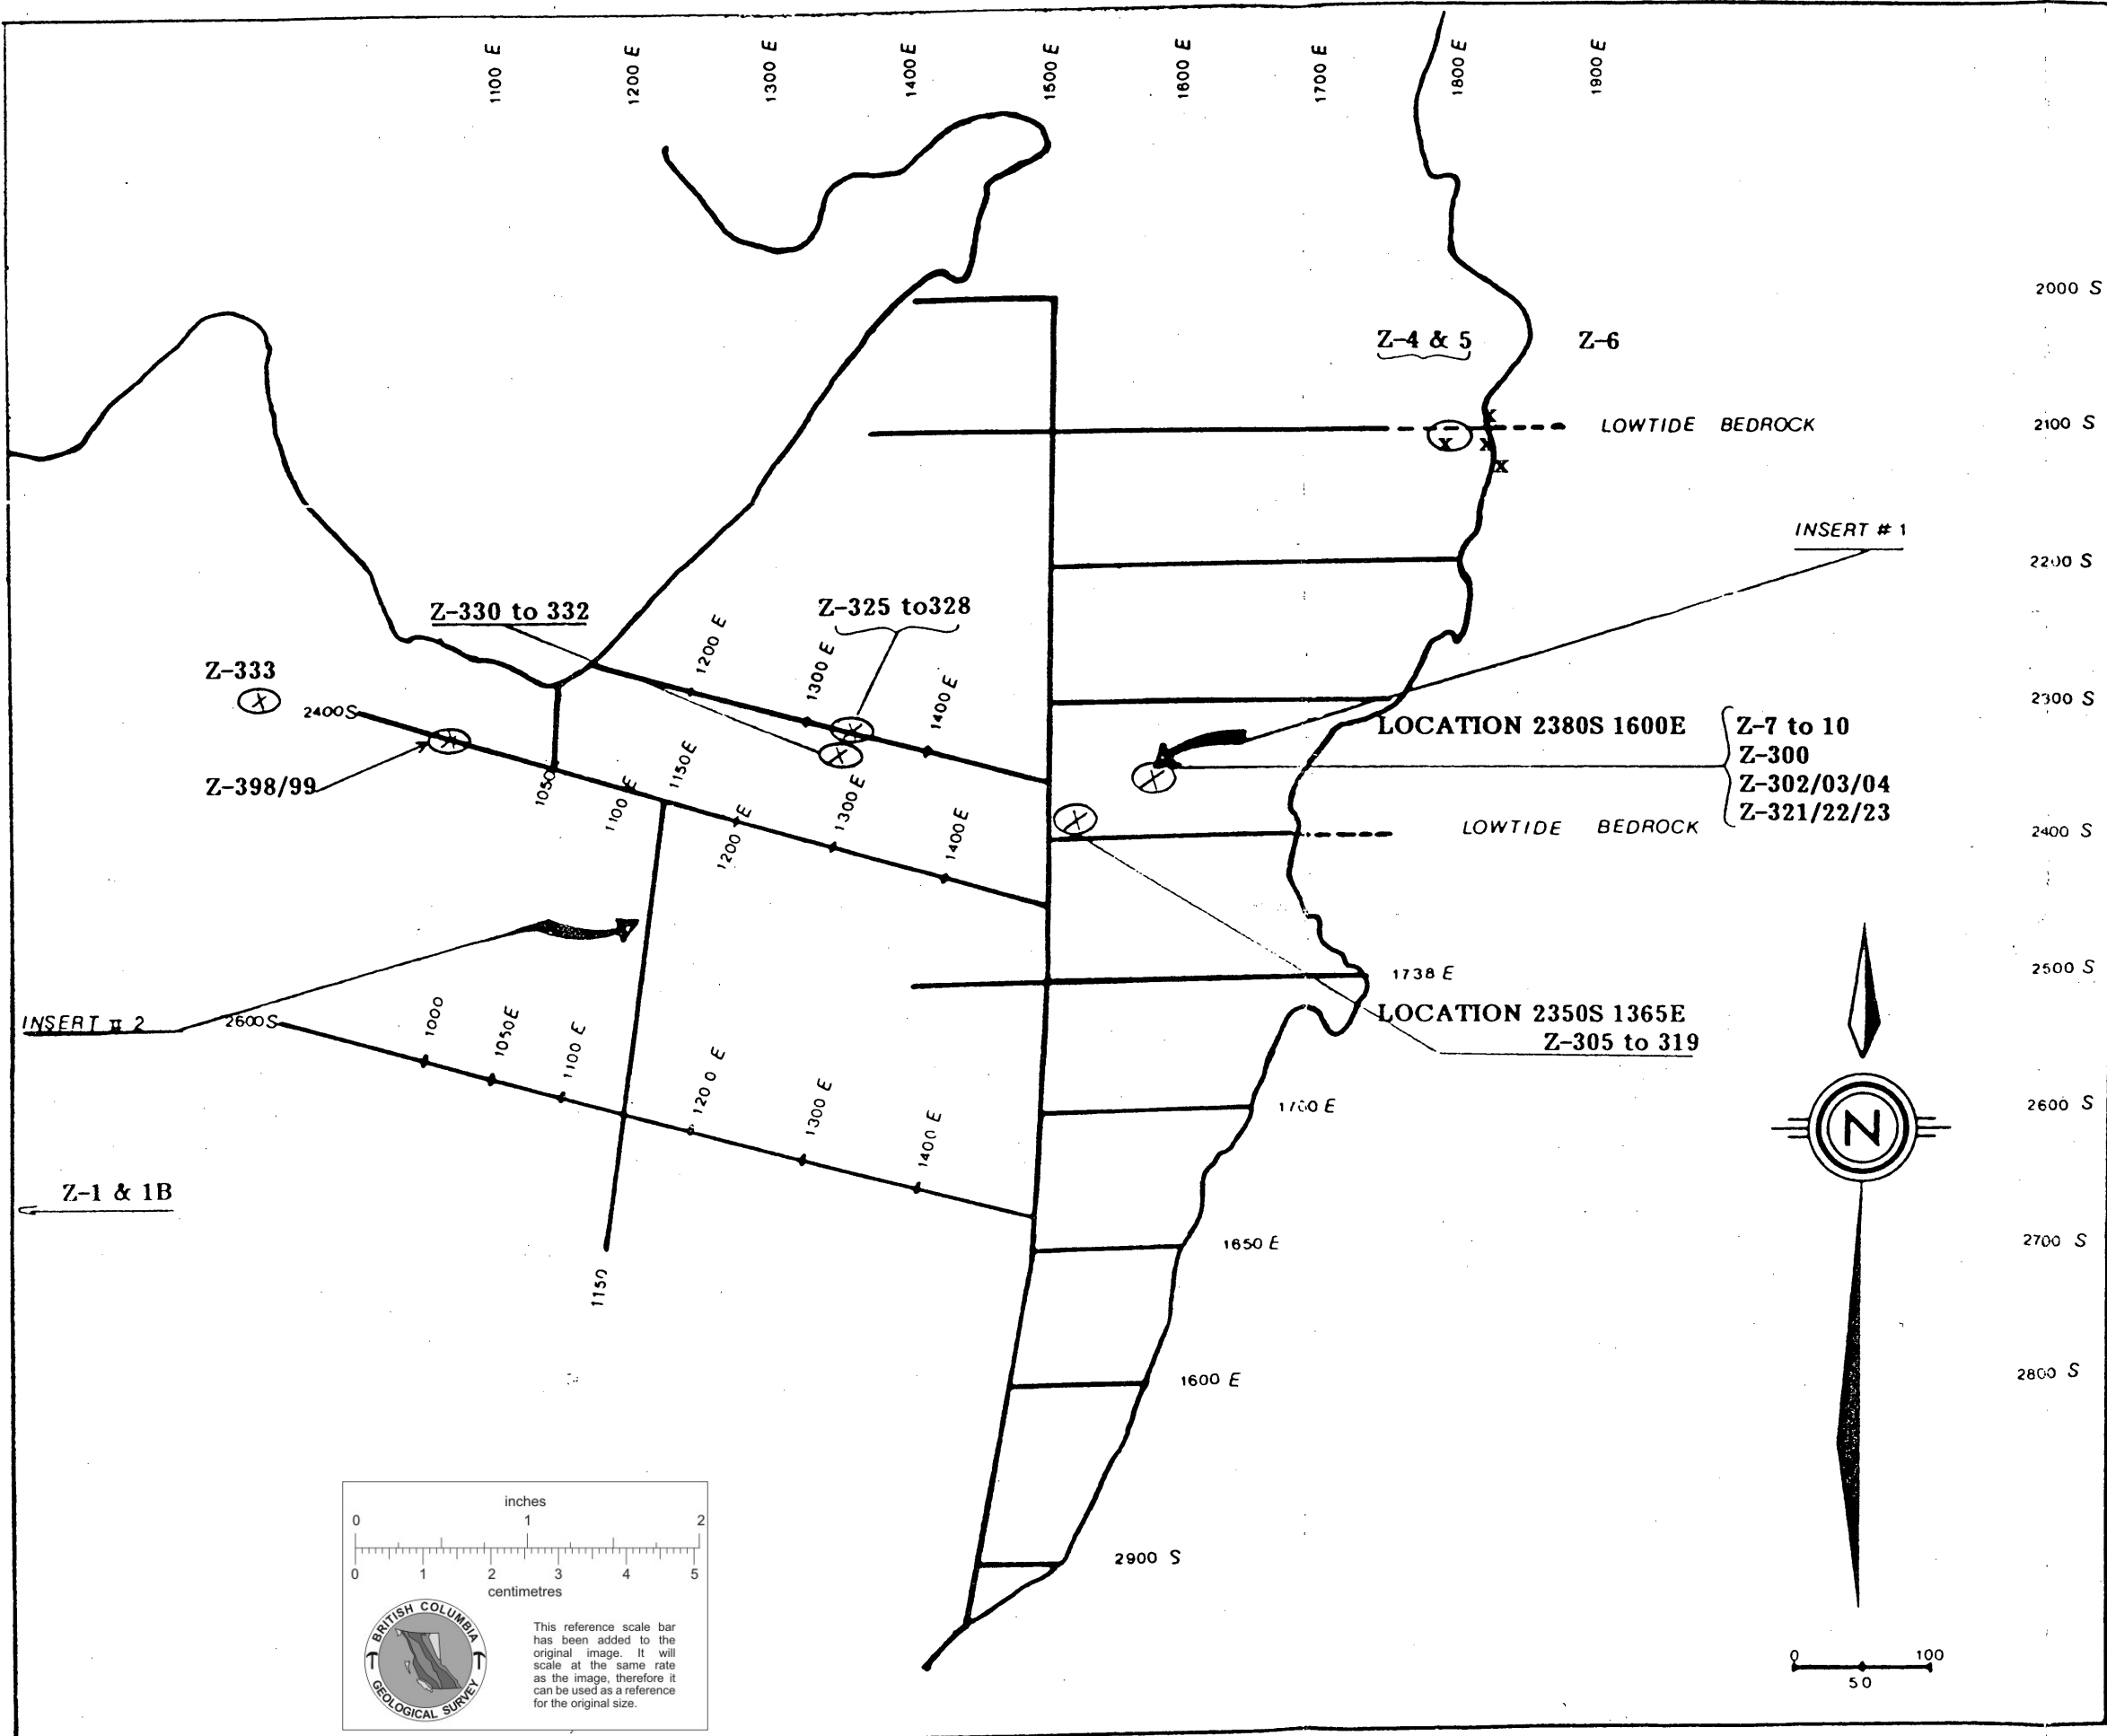 1100 E
1200 E
1300 E
1400 E
1500 E
1600 E
1700 E
1800 E
1900 E
2000 S
Z-4 & 5
Z-6
x
LOWTIDE BEDROCK
2100 S
x x
x
INSERT # 1
2200 S
Z-330 to 332
Z-325 to328
1200 E
1300 E
1400 E
Z-333
X
2400 S
X
X
X
2300 S
LOCATION 2380S 1600E
Z-7 to 10
Z-300
Z-302/03/04
Z-321/22/23
X
Z-398/99
1050
1100 E
1150 E
1200 E
1300 E
1400 E
X
LOWTIDE BEDROCK
2400 S
1738 E
2500 S
INSERT # 2
2600 S
1000
1050 E
1100 E
1200 E
1300 E
1400 E
LOCATION 2350S 1365E
Z-305 to 319
1700 E
2600 S
N
Z-1 & 1B
1150
1650 E
2700 S
1600 E
2800 S
2900 S
inches
0 1 2
0 1 2 3 4 5
centimetres
BRITISH COLUMBIA
GEOLOGICAL SURVEY
This reference scale bar
has been added to the
original image. It will
scale at the same rate
as the image, therefore it
can be used as a reference
for the original size.
0 100
50